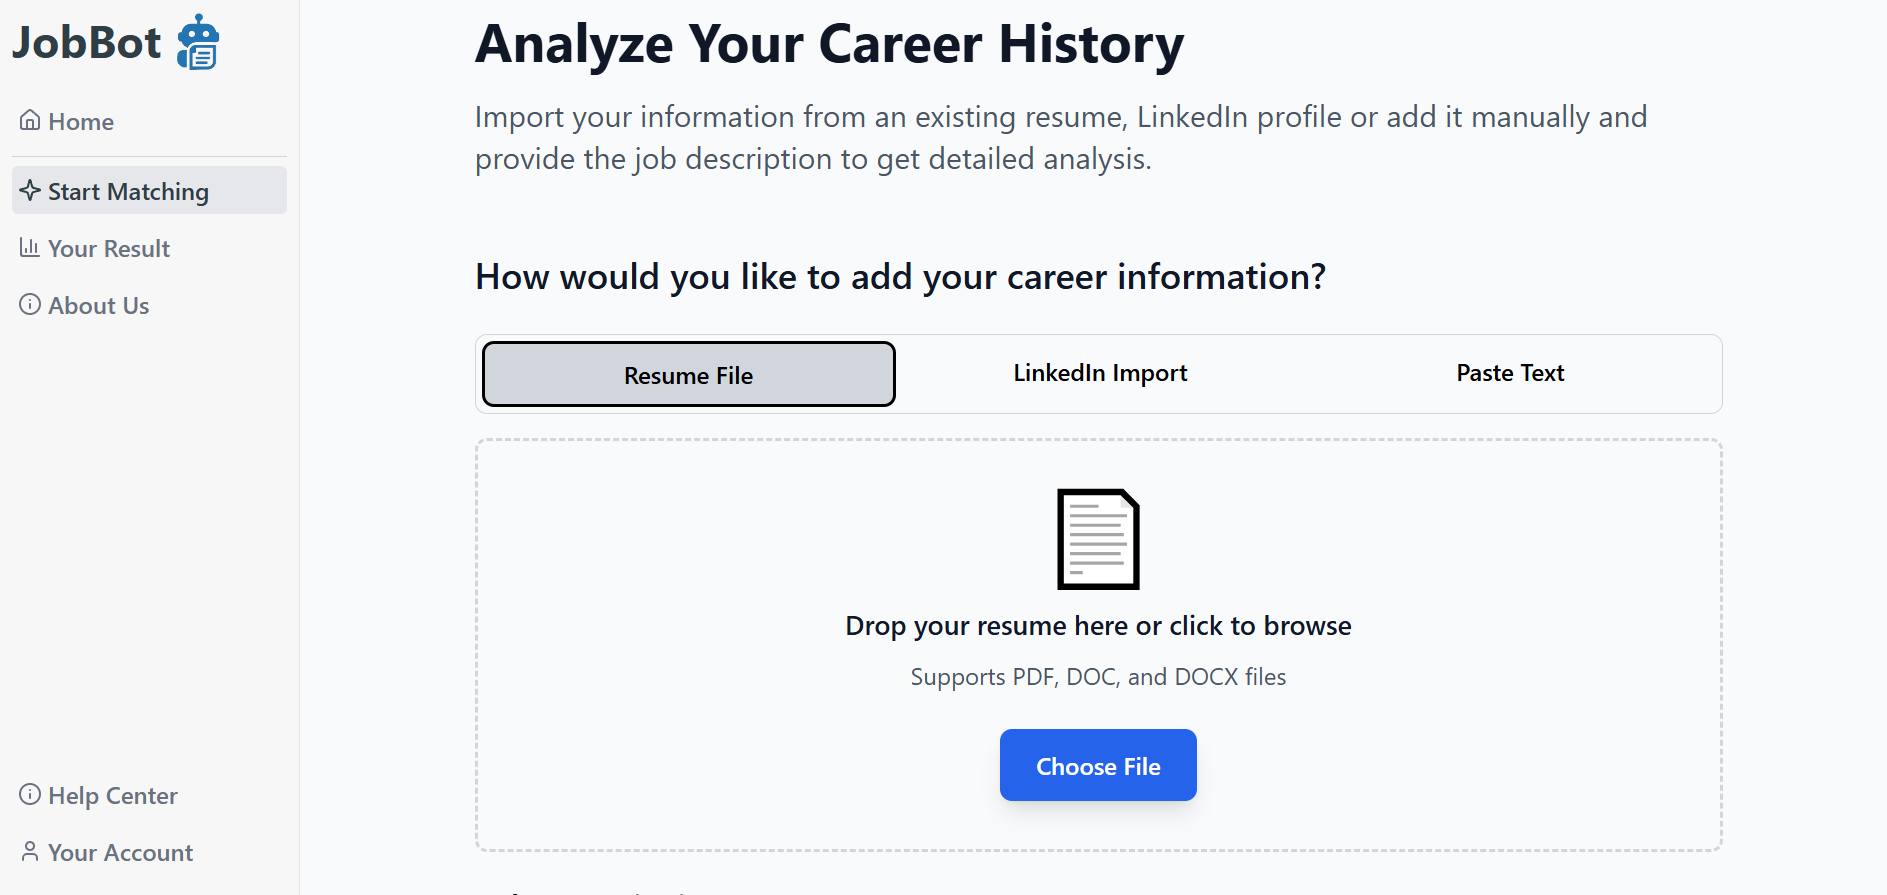 JobBot
Home
Start Matching
Your Result
About Us
Help Center
Your Account
Analyze Your Career History
Import your information from an existing resume, LinkedIn profile or add it manually and
provide the job description to get detailed analysis.
How would you like to add your career information?
Resume File
LinkedIn Import
Paste Text
Drop your resume here or click to browse
Supports PDF, DOC, and DOCX files
Choose File